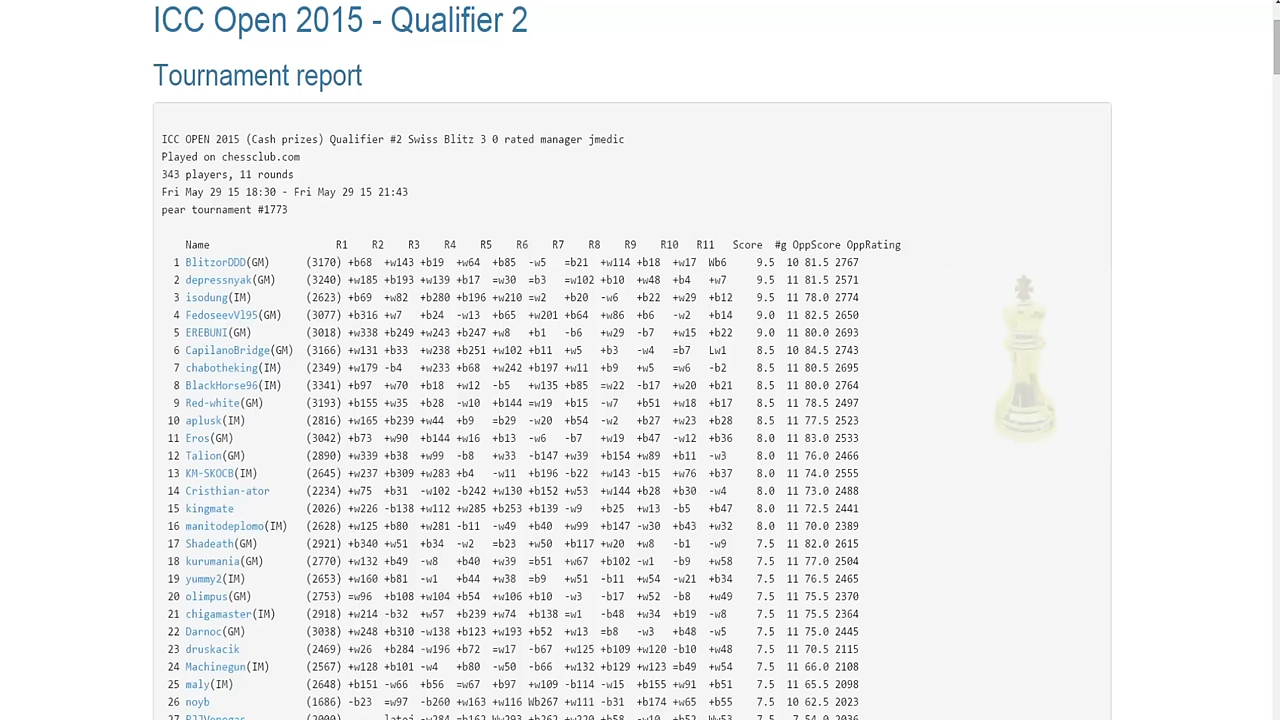 ICC Open 2015 - Qualifier 2
Tournament report
ICC OPEN 2015 (Cash prizes) Qualifier #2 Swiss Blitz 3 0 rated manager jmedic
Played on chessclub.com
343 players, 11 rounds
Fri May 29 15 18:30 - Fri May 29 15 21:43
pear tournament #1773
Name R1 R2 R3 R4 R5 R6 R7 R8 R9 R10 R11 Score #g OppScore OppRating
1 BlitzorDDD(GM) (3170) +b68 +w143 +b19 +w64 +b85 -w5 =b21 +w114 +b18 +w17 Wb6 9.5 10 81.5 2767
2 depressnyak(GM) (3240) +w185 +b193 +w139 +b17 =w30 =b3 =w102 +b10 +w48 +b4 +w7 9.5 11 81.5 2571
3 isodung(IM) (2623) +b69 +w82 +b280 +b196 +w210 =w2 +b20 -w6 +b22 +w29 +b12 9.5 11 78.0 2774
4 FedoseevVl95(GM) (3077) +b316 +w7 +b24 -w13 +b65 +w201 +b64 +w86 +b6 -w2 +b14 9.0 11 82.5 2650
5 EREBUNI(GM) (3018) +w338 +b249 +w243 +b247 +w8 +b1 -b6 +w29 -b7 +w15 +b22 9.0 11 80.0 2693
6 CapilanoBridge(GM) (3166) +w131 +b33 +w238 +b251 +w102 +b11 +w5 +b3 -w4 =b7 Lw1 8.5 10 84.5 2743
7 chabotheking(IM) (2349) +w179 -b4 +w233 +b68 +w242 +b197 +w11 +b9 +w5 =w6 -b2 8.5 11 80.5 2695
8 BlackHorse96(IM) (3341) +b97 +w70 +b18 +w12 -b5 +w135 +b85 =w22 -b17 +w20 +b21 8.5 11 80.0 2764
9 Red-white(GM) (3193) +b155 +w35 +b28 -w10 +b144 =w19 +b15 -w7 +b51 +w18 +b17 8.5 11 78.5 2497
10 aplusk(IM) (2816) +w165 +b239 +w44 +b9 =b29 -w20 +b54 -w2 +b27 +w23 +b28 8.5 11 77.5 2523
11 Eros(GM) (3042) +b73 +w90 +b144 +w16 +b13 -w6 -b7 +w19 +b47 -w12 +b36 8.0 11 83.0 2533
12 Talion(GM) (2890) +w339 +b38 +w99 -b8 +w33 -b147 +w39 +b154 +w89 +b11 -w3 8.0 11 76.0 2466
13 KM-SKOCB(IM) (2645) +w237 +b309 +w283 +b4 -w11 +b196 -b22 +w143 -b15 +w76 +b37 8.0 11 74.0 2555
14 Cristhian-ator (2234) +w75 +b31 -w102 -b242 +w130 +b152 +w53 +w144 +b28 +b30 -w4 8.0 11 73.0 2488
15 kingmate (2026) +w226 -b138 +w112 +w285 +b253 +b139 -w9 +b25 +w13 -b5 +b47 8.0 11 72.5 2441
16 manitodeplomo(IM) (2628) +w125 +b80 +w281 -b11 -w49 +b40 +w99 +b147 -w30 +b43 +w32 8.0 11 70.0 2389
17 Shadeath(GM) (2921) +b340 +w51 +b34 -w2 =b23 +w50 +b117 +w20 +w8 -b1 -w9 7.5 11 82.0 2615
18 kurumania(GM) (2770) +w132 +b49 -w8 +b40 +w39 =b51 +w67 +b102 -w1 -b9 +w58 7.5 11 77.0 2504
19 yummy2(IM) (2653) +w160 +b81 -w1 +b44 +w38 =b9 +w51 -b11 +w54 -w21 +b34 7.5 11 76.5 2465
20 olimpus(GM) (2753) =w96 +b108 +w104 +b54 +w106 +b10 -w3 -b17 +w52 -b8 +w49 7.5 11 75.5 2370
21 chigamaster(IM) (2918) +w214 -b32 +w57 +b239 +w74 +b138 =w1 -b48 +w34 +b19 -w8 7.5 11 75.5 2364
22 Darnoc(GM) (3038) +w248 +b310 -w138 +b123 +w193 +b52 +w13 =b8 -w3 +b48 -w5 7.5 11 75.0 2445
23 druskacik (2469) +w26 +b284 -w196 +b72 =w17 -b67 +w125 +b109 +w120 -b10 +w48 7.5 11 70.5 2115
24 Machinegun(IM) (2567) +w128 +b101 -w4 +b80 -w50 -b66 +w132 +b129 +w123 =b49 +w54 7.5 11 66.0 2108
25 maly(IM) (2648) +b151 -w66 +b56 =w67 +b97 +w109 -b114 -w15 +b155 +w91 +b51 7.5 11 65.5 2098
26 noyb (1686) -b23 =w97 -b260 +w163 +w116 Wb267 +w111 -b31 +b174 +w65 +b55 7.5 10 62.5 2023